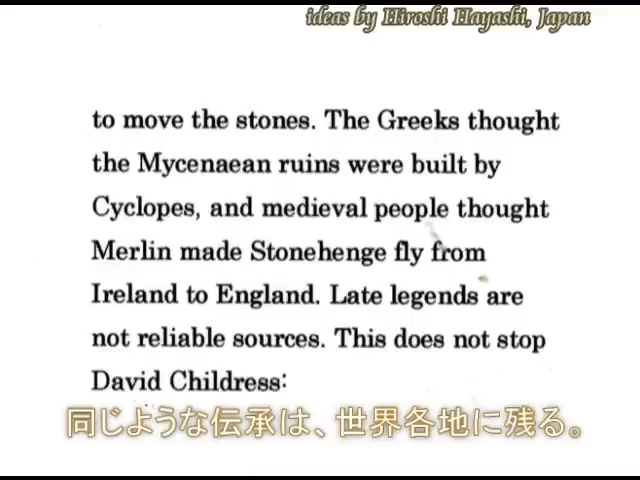 ideas by Hiroshi Hayashi, Japan
to move the stones. The Greeks thought
the Mycenaean ruins were built by
Cyclopes, and medieval people thought
Merlin made Stonehenge fly from
Ireland to England. Late legends are
not reliable sources. This does not stop
David Childress:
同じような伝承は、世界各地に残る。